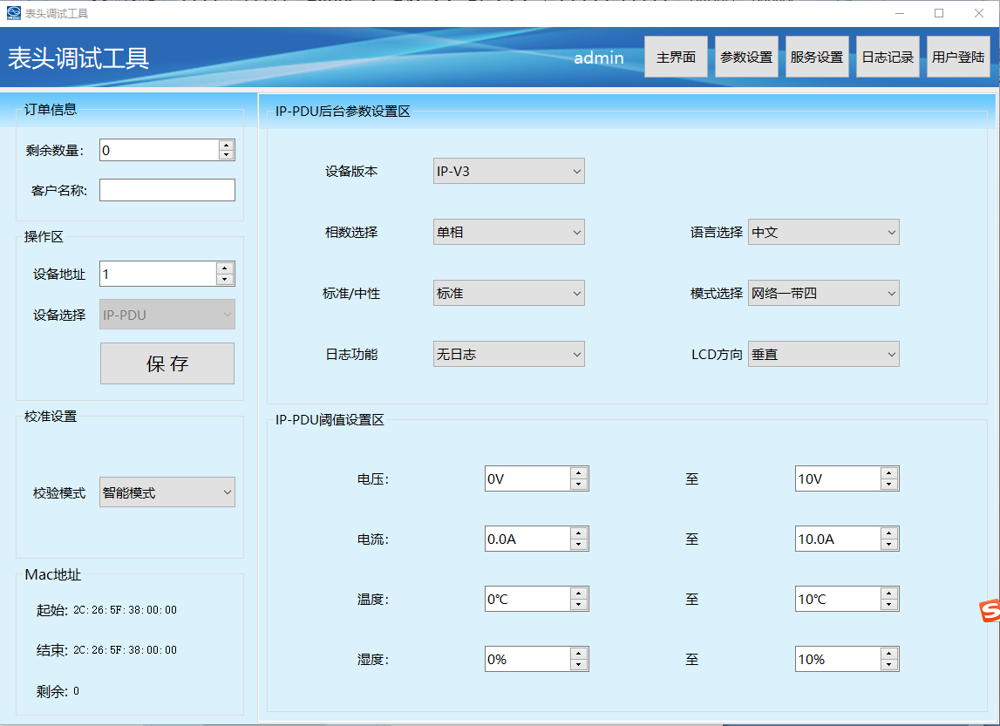 表头调试工具
表头调试工具
admin
主界面
参数设置
服务设置
日志记录
用户登陆
订单信息
剩余数量: 0
客户名称:
操作区
设备地址 1
设备选择 IP-PDU
保 存
校准设置
校验模式 智能模式
Mac地址
起始: 2C:26:5F:38:00:00
结束: 2C:26:5F:38:00:00
剩余: 0
IP-PDU后台参数设置区
设备版本 IP-V3
相数选择 单相 语言选择 中文
标准/中性 标准 模式选择 网络一带四
日志功能 无日志 LCD方向 垂直
IP-PDU阈值设置区
电压: 0V 至 10V
电流: 0.0A 至 10.0A
温度: 0℃ 至 10℃
湿度: 0% 至 10%